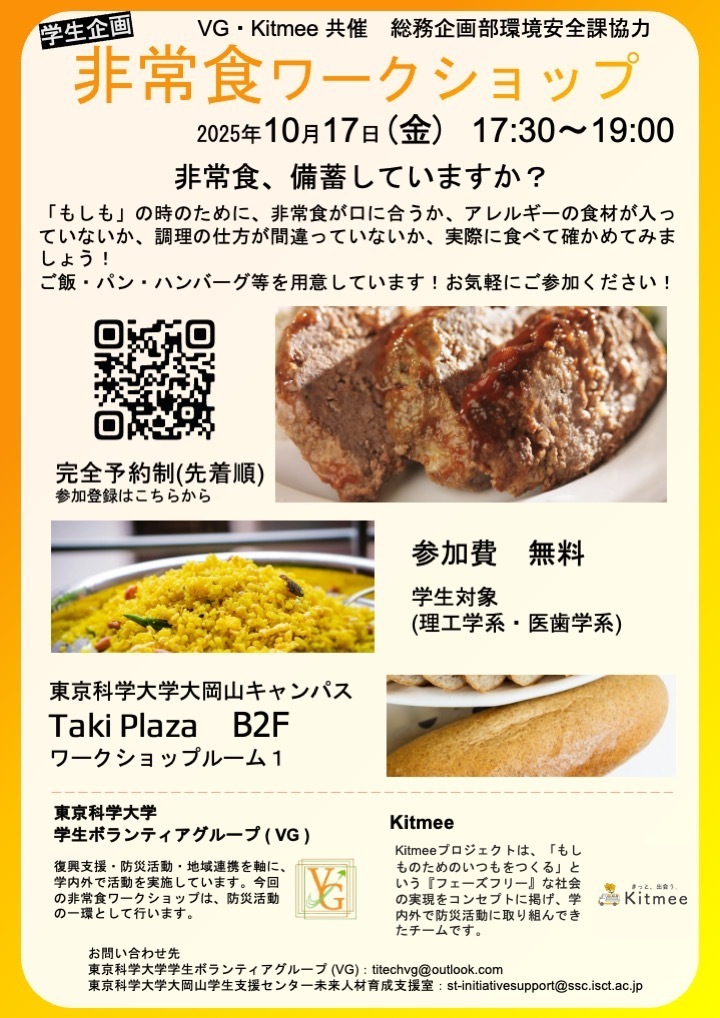 学生企画
VG・Kitmee 共催　総務企画部環境安全課協力
非常食ワークショップ
2025年10月17日(金)　17:30～19:00
非常食、備蓄していますか？
「もしも」の時のために、非常食が口に合うか、アレルギーの食材が入っ
ていないか、調理の仕方が間違っていないか、実際に食べて確かめてみま
しょう！
ご飯・パン・ハンバーグ等を用意しています！お気軽にご参加ください！
完全予約制(先着順)
参加登録はこちらから
参加費　無料
学生対象
(理工学系・医歯学系)
東京科学大学大岡山キャンパス
Taki Plaza　B2F
ワークショップルーム１
東京科学大学
学生ボランティアグループ ( VG )
復興支援・防災活動・地域連携を軸に、
学内外で活動を実施しています。今回
の非常食ワークショップは、防災活動
の一環として行います。
VG
Kitmee
Kitmeeプロジェクトは、「もし
ものためのいつもをつくる」と
いう『フェーズフリー』な社会
の実現をコンセプトに掲げ、学
内外で防災活動に取り組んできた
チームです。
きっと、出会う。
Kitmee
お問い合わせ先
東京科学大学学生ボランティアグループ (VG)：titechvg@outlook.com
東京科学大学大岡山学生支援センター未来人材育成支援室：st-initiativesupport@ssc.isct.ac.jp